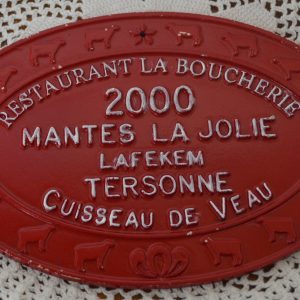 RESTAURANT LA BOUCHERIE
2000
MANTES LA JOLIE
LAFEKEM
TERSONNE
CUISSEAU DE VEAU